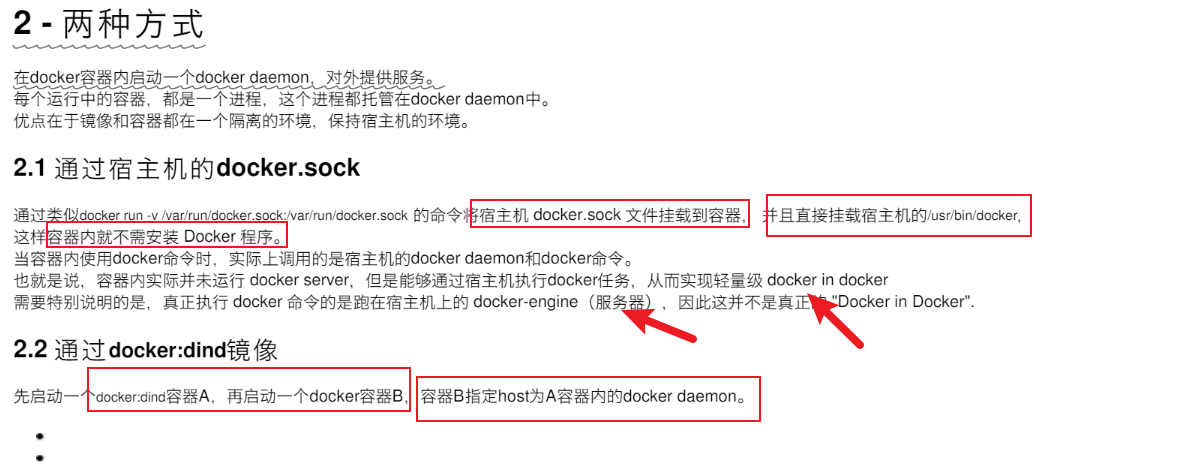 2 - 两种方式
在docker容器内启动一个docker daemon，对外提供服务。
每个运行中的容器，都是一个进程，这个进程都托管在docker daemon中。
优点在于镜像和容器都在一个隔离的环境，保持宿主机的环境。
2.1 通过宿主机的docker.sock
通过类似docker run -v /var/run/docker.sock:/var/run/docker.sock 的命令将宿主机 docker.sock 文件挂载到容器，并且直接挂载宿主机的/usr/bin/docker，
这样容器内就不需安装 Docker 程序。
当容器内使用docker命令时，实际上调用的是宿主机的docker daemon和docker命令。
也就是说，容器内实际并未运行 docker server，但是能够通过宿主机执行docker任务，从而实现轻量级 docker in docker
需要特别说明的是，真正执行 docker 命令的是跑在宿主机上的 docker-engine（服务器），因此这并不是真正的 "Docker in Docker".
2.2 通过docker:dind镜像
先启动一个docker:dind容器A，再启动一个docker容器B，容器B指定host为A容器内的docker daemon。